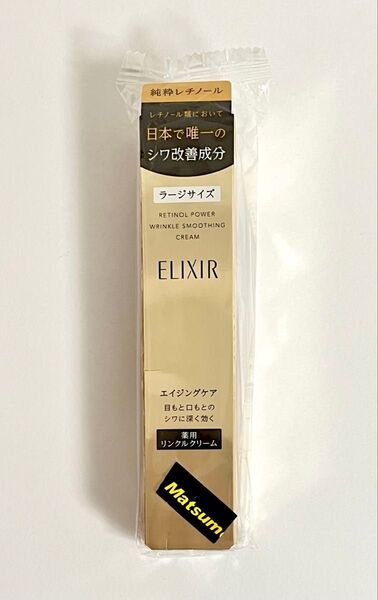 純粋レチノール
レチノール類において
日本で唯一の
シワ改善成分
ラージサイズ
RETINOL POWER
WRINKLE SMOOTHING
CREAM
ELIXIR
エイジングケア
目もと口もとの
シワに深く効く
薬用
リンクルクリーム
Matsum